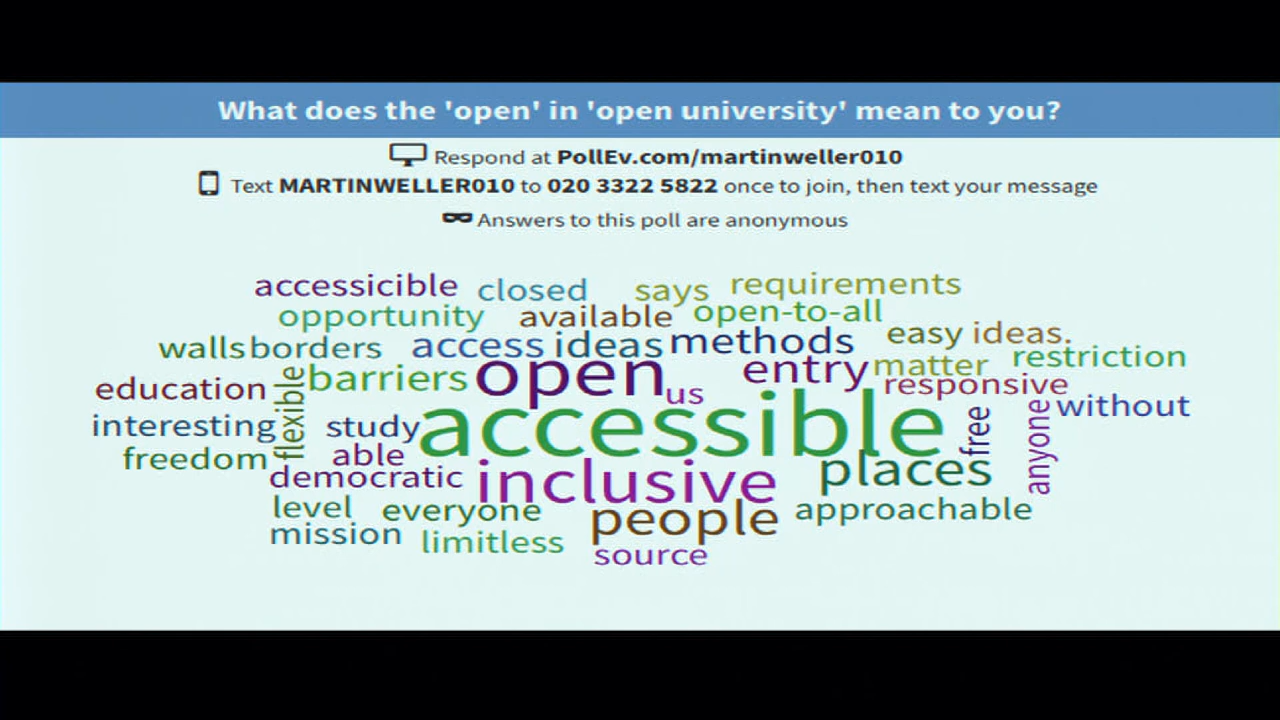 What does the 'open' in 'open university' mean to you?
Respond at PollEv.com/martinweller010
Text MARTINWELLER010 to 020 3322 5822 once to join, then text your message
Answers to this poll are anonymous
accessicible closed says requirements
opportunity available open-to-all
walls borders access ideas methods easy ideas. restriction
education flexible barriers open us entry matter responsive
interesting study accessible free anyone without
freedom able places
democratic inclusive
level everyone people approachable
mission limitless source